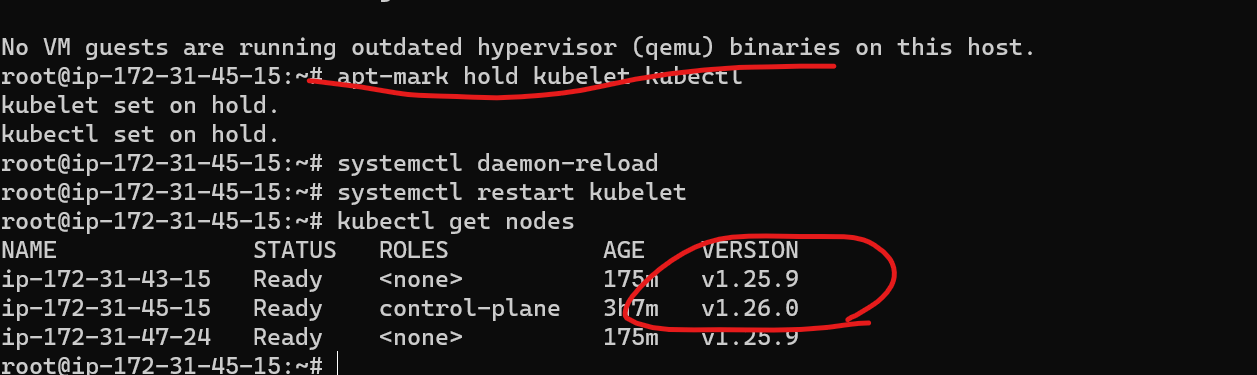 No VM guests are running outdated hypervisor (qemu) binaries on this host.
root@ip-172-31-45-15:~# apt-mark hold kubelet kubectl
kubelet set on hold.
kubectl set on hold.
root@ip-172-31-45-15:~# systemctl daemon-reload
root@ip-172-31-45-15:~# systemctl restart kubelet
root@ip-172-31-45-15:~# kubectl get nodes
NAME STATUS ROLES AGE VERSION
ip-172-31-43-15 Ready <none> 175m v1.25.9
ip-172-31-45-15 Ready control-plane 3h7m v1.26.0
ip-172-31-47-24 Ready <none> 175m v1.25.9
root@ip-172-31-45-15:~#